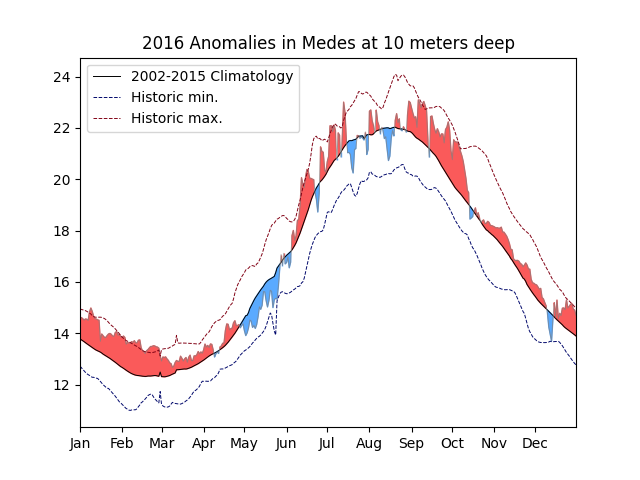 2016 Anomalies in Medes at 10 meters deep
2002-2015 Climatology
Historic min.
Historic max.
24
22
20
18
16
14
12
Jan Feb Mar Apr May Jun Jul Aug Sep Oct Nov Dec